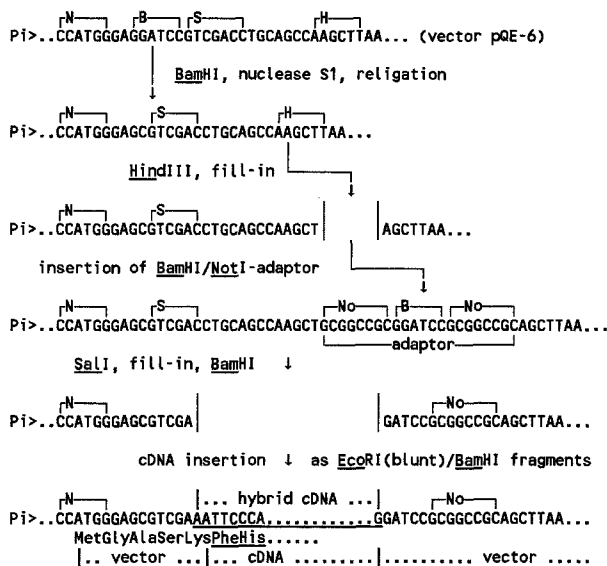 N B S H
Pi>..CCATGGGAGGATCCGTCGACCTGCAGCCAAGCTTAA... (vector pQE-6)
BamHI, nuclease S1, religation
N S H
Pi>..CCATGGGAGCGTCGACCTGCAGCCAAGCTTAA...
HindIII, fill-in
N S
Pi>..CCATGGGAGCGTCGACCTGCAGCCAAGCT AGCTTAA...
insertion of BamHI/NotI-adaptor
N S No B No
Pi>..CCATGGGAGCGTCGACCTGCAGCCAAGCTGCGGCCGCGGATCCGCGGCCGCAGCTTAA...
adaptor
SalI, fill-in, BamHI
N No
Pi>..CCATGGGAGCGTCGA GATCCGCGGCCGCAGCTTAA...
cDNA insertion ↓ as EcoRI(blunt)/BamHI fragments
N |... hybrid cDNA ...| No
Pi>..CCATGGGAGCGTCGAAATTCCCA............GGATCCGCGGCCGCAGCTTAA...
MetGlyAlaSerLysPheHis......
|.. vector ...|.. cDNA ....|.......... vector .....